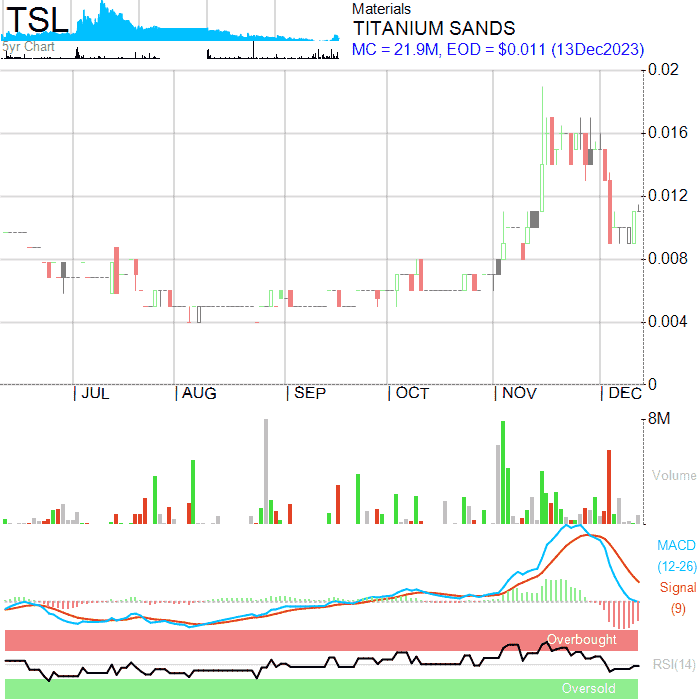 TSL
5yr Chart
Materials
TITANIUM SANDS
MC = 21.9M, EOD = $0.011 (13Dec2023)
0.02
0.016
0.012
0.008
0.004
0
JUL AUG SEP OCT NOV DEC
8M
Volume
MACD
(12-26)
Signal
(9)
Overbought
RSI(14)
Oversold